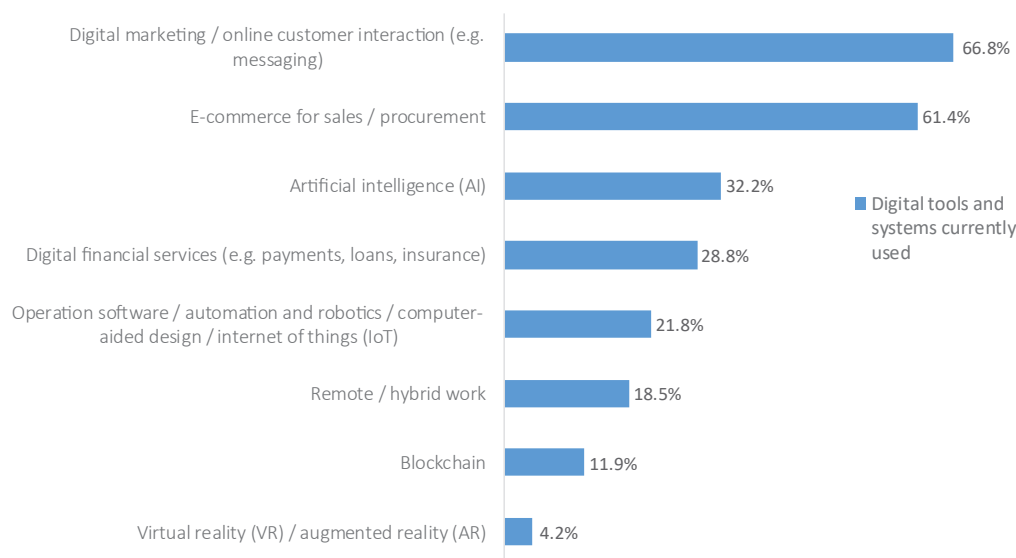 Digital marketing / online customer interaction (e.g.
messaging)
66.8%
E-commerce for sales / procurement
61.4%
Artificial intelligence (AI)
32.2%
Digital tools and
systems currently
used
Digital financial services (e.g. payments, loans, insurance)
28.8%
Operation software / automation and robotics / computer-
aided design / internet of things (IoT)
21.8%
Remote / hybrid work
18.5%
Blockchain
11.9%
Virtual reality (VR) / augmented reality (AR)
4.2%